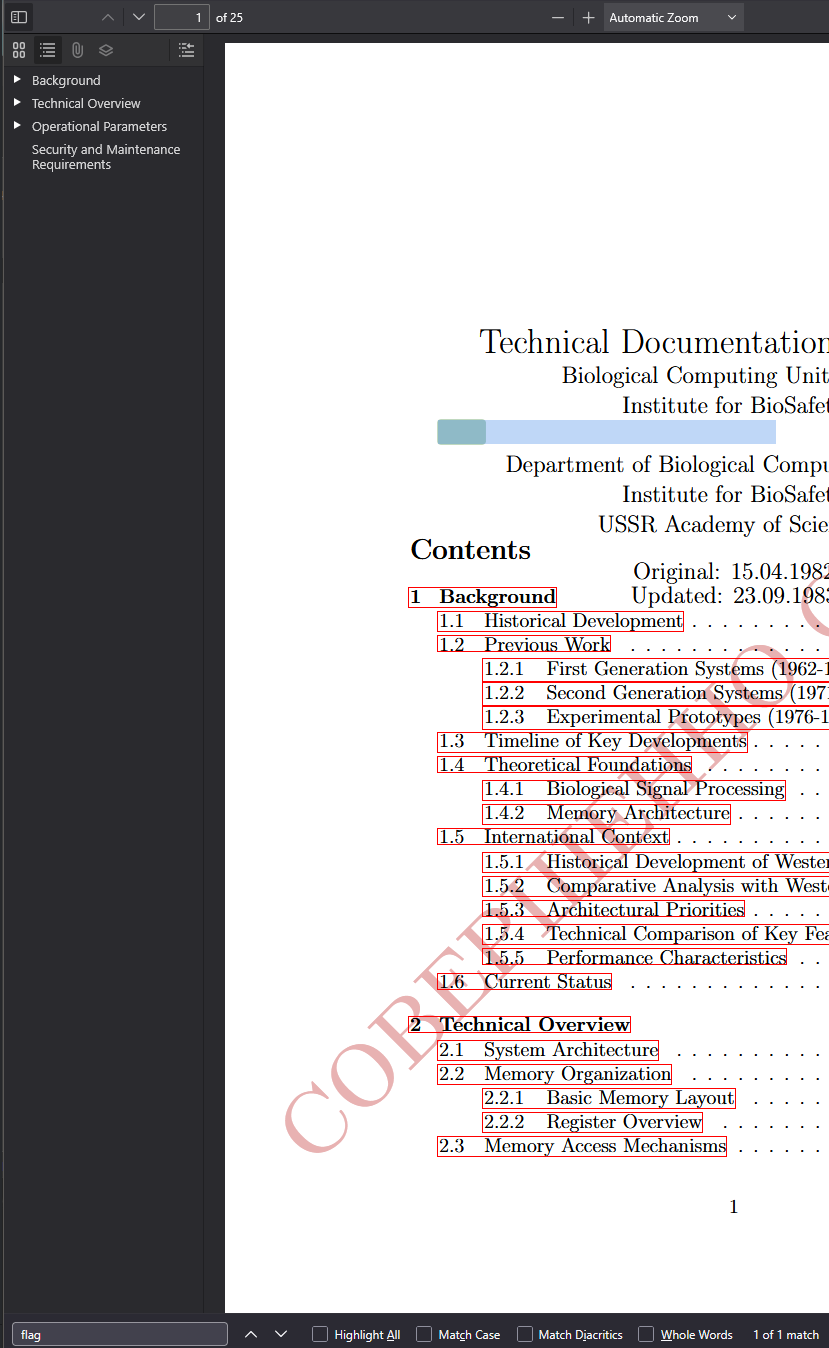 1 of 25
Automatic Zoom
Background
Technical Overview
Operational Parameters
Security and Maintenance
Requirements
Technical Documentation
Biological Computing Unit
Institute for BioSafet
Department of Biological Compu
Institute for BioSafet
USSR Academy of Scie
Contents
Original: 15.04.1982
Updated: 23.09.1983
1 Background
1.1 Historical Development . . . . . . . . .
1.2 Previous Work . . . . . . . . . . . . .
1.2.1 First Generation Systems (1962-1
1.2.2 Second Generation Systems (197
1.2.3 Experimental Prototypes (1976-1
1.3 Timeline of Key Developments . . . . .
1.4 Theoretical Foundations . . . . . . . .
1.4.1 Biological Signal Processing . .
1.4.2 Memory Architecture . . . . . .
1.5 International Context . . . . . . . . . .
1.5.1 Historical Development of Wester
1.5.2 Comparative Analysis with Weste
1.5.3 Architectural Priorities . . . . .
1.5.4 Technical Comparison of Key Fea
1.5.5 Performance Characteristics . .
1.6 Current Status . . . . . . . . . . . . .
2 Technical Overview
2.1 System Architecture . . . . . . . . . .
2.2 Memory Organization . . . . . . . . .
2.2.1 Basic Memory Layout . . . . .
2.2.2 Register Overview . . . . . . .
2.3 Memory Access Mechanisms . . . . . .
СОВЕРШЕННО С
1
flag
Highlight All
Match Case
Match Diacritics
Whole Words
1 of 1 match